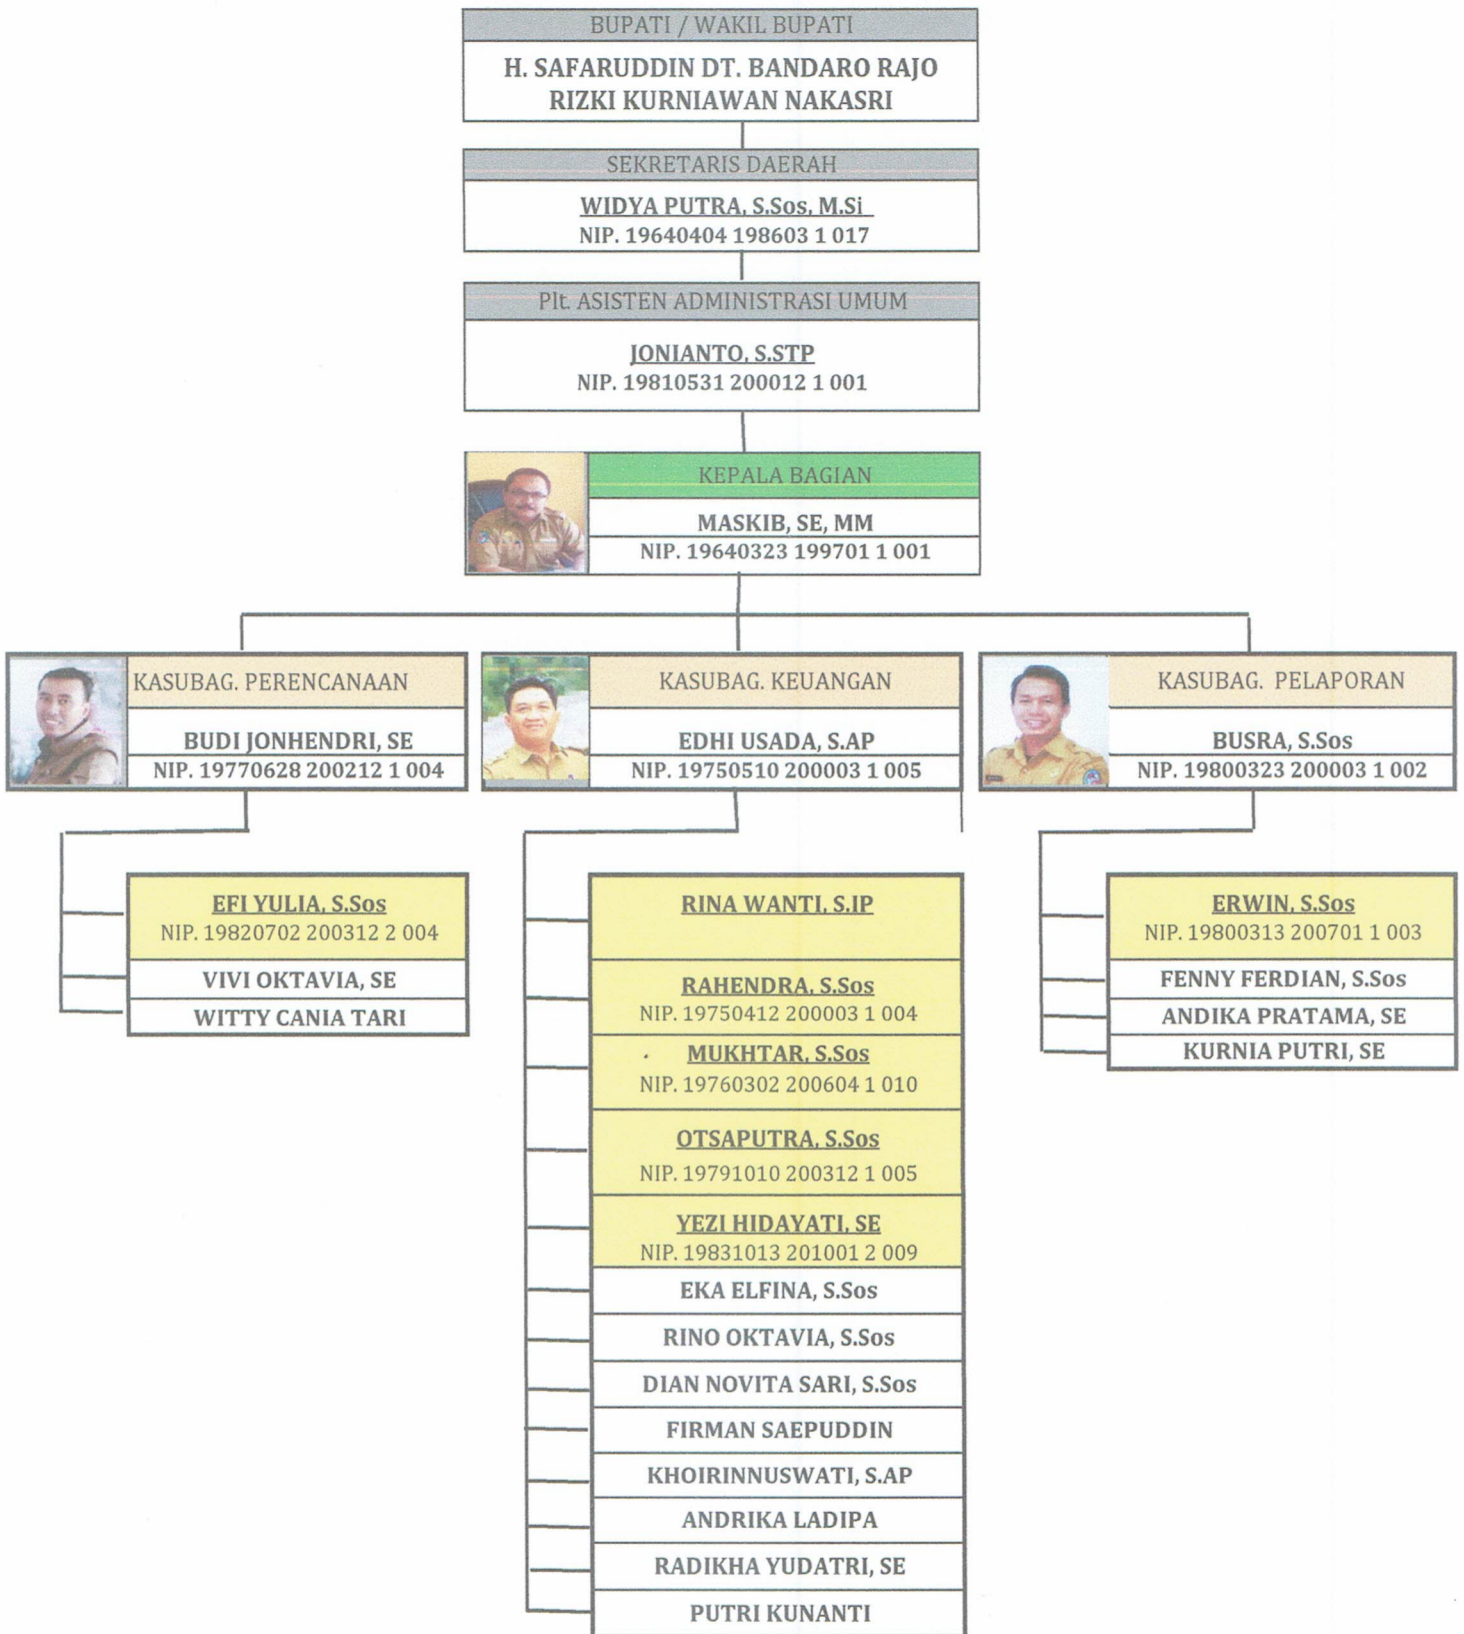 BUPATI / WAKIL BUPATI
H. SAFARUDDIN DT. BANDARO RAJO
RIZKI KURNIAWAN NAKASRI
SEKRETARIS DAERAH
WIDYA PUTRA, S.Sos, M.Si
NIP. 19640404 198603 1 017
Plt. ASISTEN ADMINISTRASI UMUM
JONIANTO, S.STP
NIP. 19810531 200012 1 001
KEPALA BAGIAN
MASKIB, SE, MM
NIP. 19640323 199701 1 001
KASUBAG. PERENCANAAN
BUDI JONHENDRI, SE
NIP. 19770628 200212 1 004
KASUBAG. KEUANGAN
EDHI USADA, S.AP
NIP. 19750510 200003 1 005
KASUBAG. PELAPORAN
BUSRA, S.Sos
NIP. 19800323 200003 1 002
EFI YULIA, S.Sos
NIP. 19820702 200312 2 004
VIVI OKTAVIA, SE
WITTY CANIA TARI
RINA WANTI, S.IP
RAHENDRA, S.Sos
NIP. 19750412 200003 1 004
MUKHTAR, S.Sos
NIP. 19760302 200604 1 010
OTSAPUTRA, S.Sos
NIP. 19791010 200312 1 005
YEZI HIDAYATI, SE
NIP. 19831013 201001 2 009
EKA ELFINA, S.Sos
RINO OKTAVIA, S.Sos
DIAN NOVITA SARI, S.Sos
FIRMAN SAEPUDDIN
KHOIRINNUSWATI, S.AP
ANDRIKA LADIPA
RADIKHA YUDATRI, SE
PUTRI KUNANTI
ERWIN, S.Sos
NIP. 19800313 200701 1 003
FENNY FERDIAN, S.Sos
ANDIKA PRATAMA, SE
KURNIA PUTRI, SE